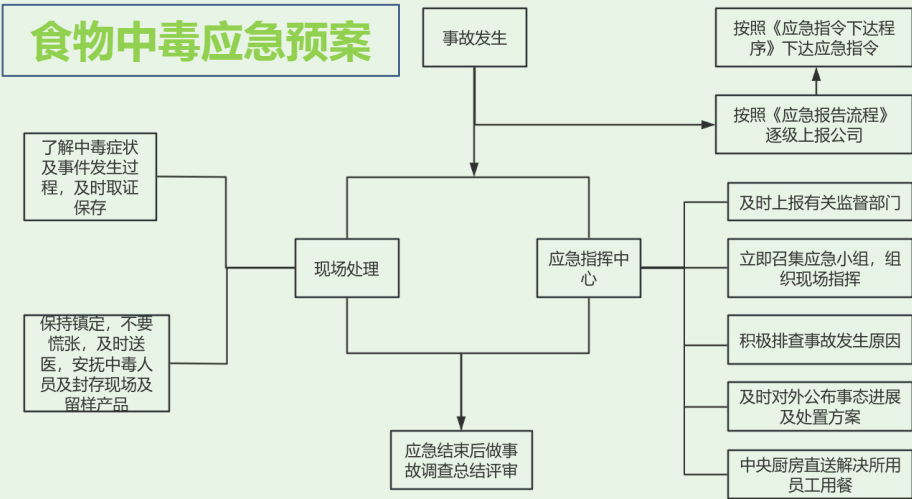 食物中毒应急预案
事故发生
按照《应急指令下达程
序》下达应急指令
按照《应急报告流程》
逐级上报公司
了解中毒症状
及事件发生过
程，及时取证
保存
现场处理
保持镇定，不要
慌张，及时送
医，安抚中毒人
员及封存现场及
留样产品
应急指挥中
心
及时上报有关监督部门
立即召集应急小组，组
织现场指挥
积极排查事故发生原因
及时对外公布事态进展
及处置方案
中央厨房直送解决所用
员工用餐
应急结束后做事
故调查总结评审